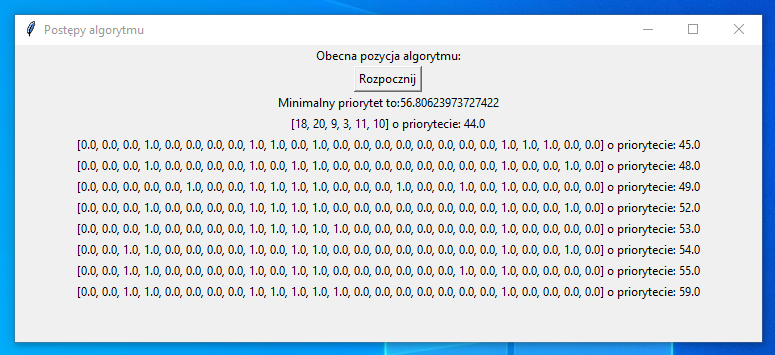 Postępy algorytmu
Obecna pozycja algorytmu:
Rozpocznij
Minimalny priorytet to:56.80623973727422
[18, 20, 9, 3, 11, 10] o priorytecie: 44.0
[0.0, 0.0, 0.0, 1.0, 0.0, 0.0, 0.0, 0.0, 1.0, 1.0, 0.0, 1.0, 0.0, 0.0, 0.0, 0.0, 0.0, 0.0, 0.0, 0.0, 1.0, 1.0, 1.0, 0.0, 0.0] o priorytecie: 45.0
[0.0, 0.0, 0.0, 1.0, 0.0, 0.0, 0.0, 0.0, 1.0, 0.0, 1.0, 1.0, 0.0, 0.0, 0.0, 0.0, 0.0, 0.0, 0.0, 0.0, 1.0, 0.0, 0.0, 1.0, 0.0] o priorytecie: 48.0
[0.0, 0.0, 0.0, 0.0, 0.0, 1.0, 0.0, 0.0, 1.0, 1.0, 1.0, 1.0, 0.0, 0.0, 0.0, 1.0, 0.0, 0.0, 1.0, 0.0, 1.0, 0.0, 0.0, 0.0, 0.0] o priorytecie: 49.0
[0.0, 0.0, 0.0, 1.0, 0.0, 0.0, 0.0, 0.0, 1.0, 0.0, 1.0, 1.0, 0.0, 0.0, 0.0, 0.0, 0.0, 0.0, 0.0, 0.0, 1.0, 0.0, 0.0, 1.0, 0.0] o priorytecie: 52.0
[0.0, 0.0, 0.0, 1.0, 0.0, 0.0, 0.0, 0.0, 1.0, 1.0, 1.0, 1.0, 1.0, 1.0, 0.0, 0.0, 0.0, 0.0, 0.0, 0.0, 1.0, 0.0, 0.0, 0.0, 0.0] o priorytecie: 53.0
[0.0, 0.0, 1.0, 1.0, 0.0, 0.0, 0.0, 0.0, 1.0, 0.0, 1.0, 1.0, 0.0, 0.0, 0.0, 0.0, 0.0, 0.0, 0.0, 0.0, 1.0, 0.0, 0.0, 1.0, 0.0] o priorytecie: 54.0
[0.0, 0.0, 1.0, 1.0, 0.0, 0.0, 0.0, 0.0, 1.0, 0.0, 1.0, 1.0, 1.0, 0.0, 0.0, 0.0, 0.0, 0.0, 1.0, 0.0, 1.0, 0.0, 0.0, 0.0, 0.0] o priorytecie: 55.0
[0.0, 0.0, 1.0, 1.0, 0.0, 0.0, 0.0, 0.0, 1.0, 1.0, 1.0, 1.0, 1.0, 0.0, 0.0, 0.0, 0.0, 0.0, 0.0, 0.0, 1.0, 0.0, 0.0, 0.0, 0.0] o priorytecie: 59.0